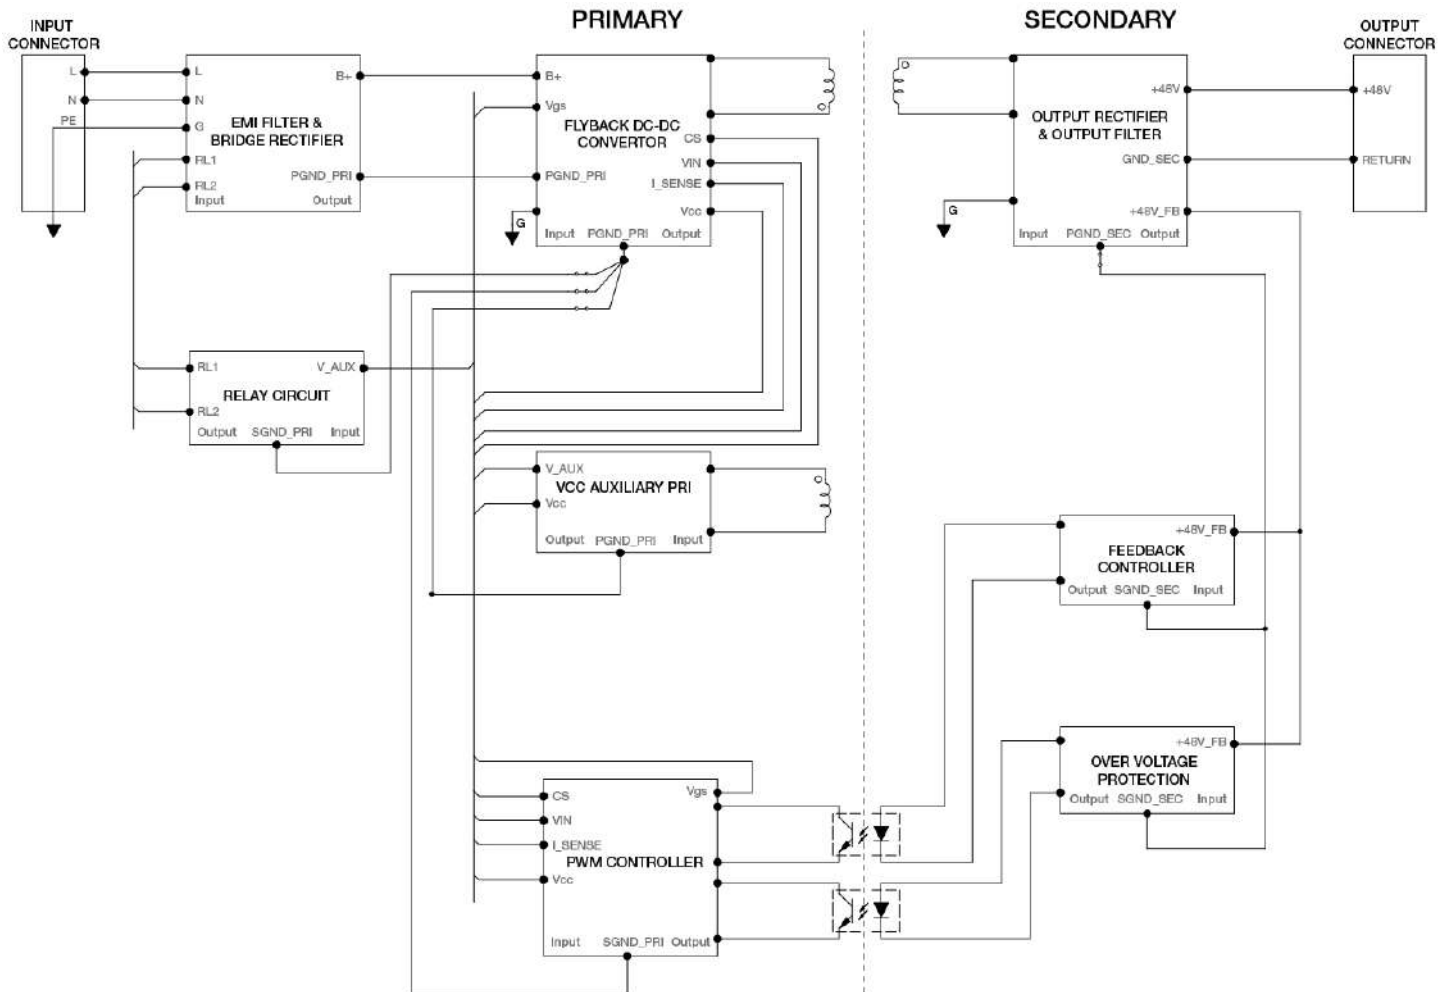 PRIMARY
SECONDARY
INPUT
CONNECTOR
L
N
PE
L
N
G
RL1
RL2
Input
B+
EMI FILTER &
BRIDGE RECTIFIER
PGND_PRI
Output
B+
Vgs
FLYBACK DC-DC
CONVERTOR
CS
VIN
I_SENSE
PGND_PRI
Vcc
G
Input
PGND_PRI
Output
OUTPUT RECTIFIER
& OUTPUT FILTER
+48V
GND_SEC
+48V_FB
G
Input
PGND_SEC
Output
OUTPUT
CONNECTOR
+48V
RETURN
RL1
V_AUX
RELAY CIRCUIT
RL2
Output
SGND_PRI
Input
V_AUX
VCC AUXILIARY PRI
Vcc
Output
PGND_PRI
Input
+48V_FB
FEEDBACK
CONTROLLER
Output
SGND_SEC
Input
+48V_FB
OVER VOLTAGE
PROTECTION
Output
SGND_SEC
Input
Vgs
CS
VIN
I_SENSE
PWM CONTROLLER
Vcc
Input
SGND_PRI
Output